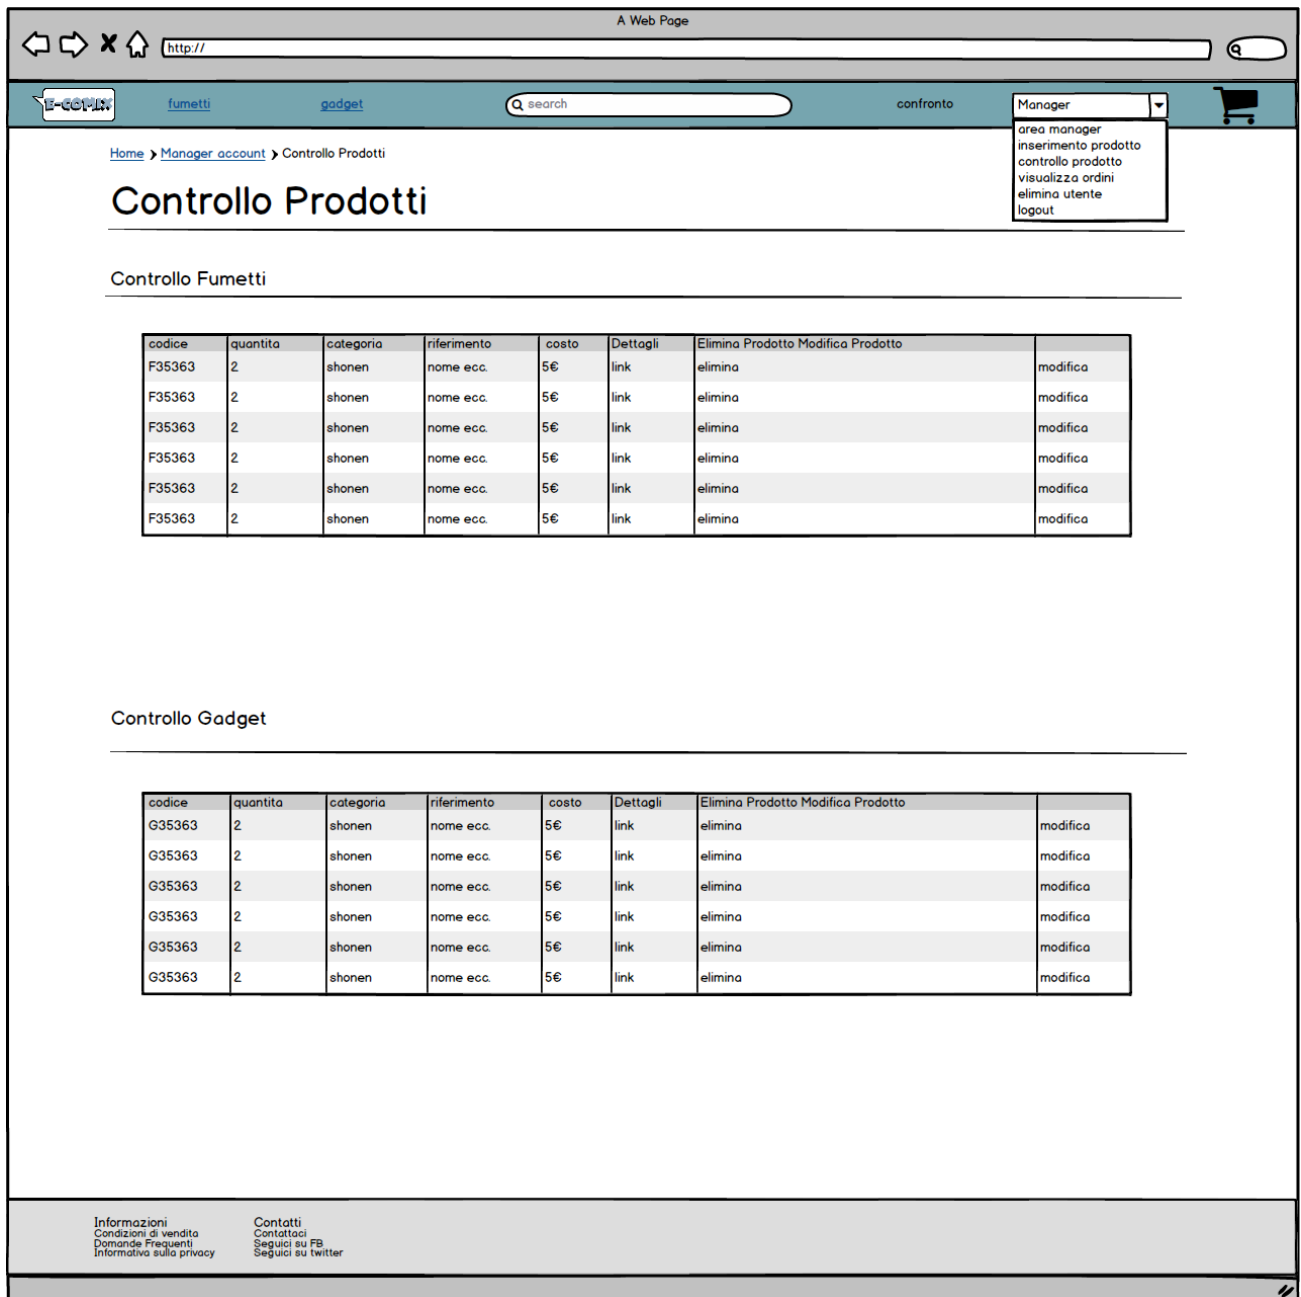 A Web Page
http://
E-COMIX fumetti gadget search confronto Manager
area manager
inserimento prodotto
controllo prodotto
visualizza ordini
elimina utente
logout
Home Manager account Controllo Prodotti
Controllo Prodotti
Controllo Fumetti
codice quantita categoria riferimento costo Dettagli Elimina Prodotto Modifica Prodotto
F35363 2 shonen nome ecc. 5€ link elimina modifica
F35363 2 shonen nome ecc. 5€ link elimina modifica
F35363 2 shonen nome ecc. 5€ link elimina modifica
F35363 2 shonen nome ecc. 5€ link elimina modifica
F35363 2 shonen nome ecc. 5€ link elimina modifica
F35363 2 shonen nome ecc. 5€ link elimina modifica
Controllo Gadget
codice quantita categoria riferimento costo Dettagli Elimina Prodotto Modifica Prodotto
G35363 2 shonen nome ecc. 5€ link elimina modifica
G35363 2 shonen nome ecc. 5€ link elimina modifica
G35363 2 shonen nome ecc. 5€ link elimina modifica
G35363 2 shonen nome ecc. 5€ link elimina modifica
G35363 2 shonen nome ecc. 5€ link elimina modifica
G35363 2 shonen nome ecc. 5€ link elimina modifica
Informazioni
Condizioni di vendita
Domande Frequenti
Informativa sulla privacy
Contatti
Contattaci
Seguici su FB
Seguici su twitter